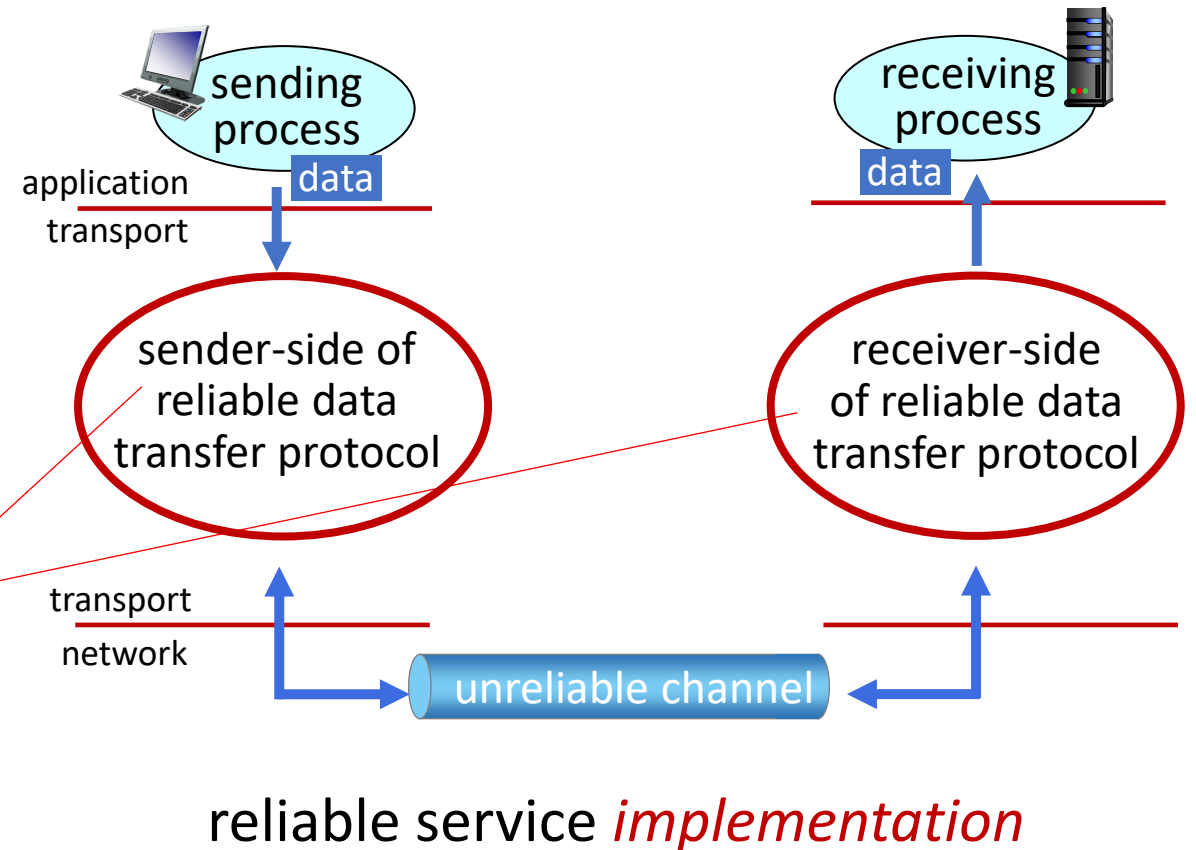 sending
process
data
application
transport
receiving
process
data
sender-side of
reliable data
transfer protocol
receiver-side
of reliable data
transfer protocol
transport
network
unreliable channel
reliable service implementation